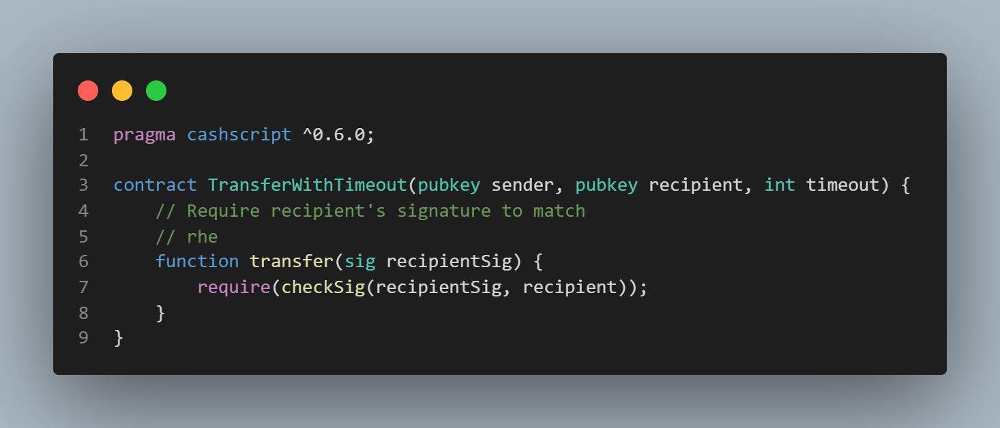 1 pragma cashscript ^0.6.0;
2
3 contract TransferWithTimeout(pubkey sender, pubkey recipient, int timeout) {
4     // Require recipient's signature to match
5     // rhe
6     function transfer(sig recipientSig) {
7         require(checkSig(recipientSig, recipient));
8     }
9 }